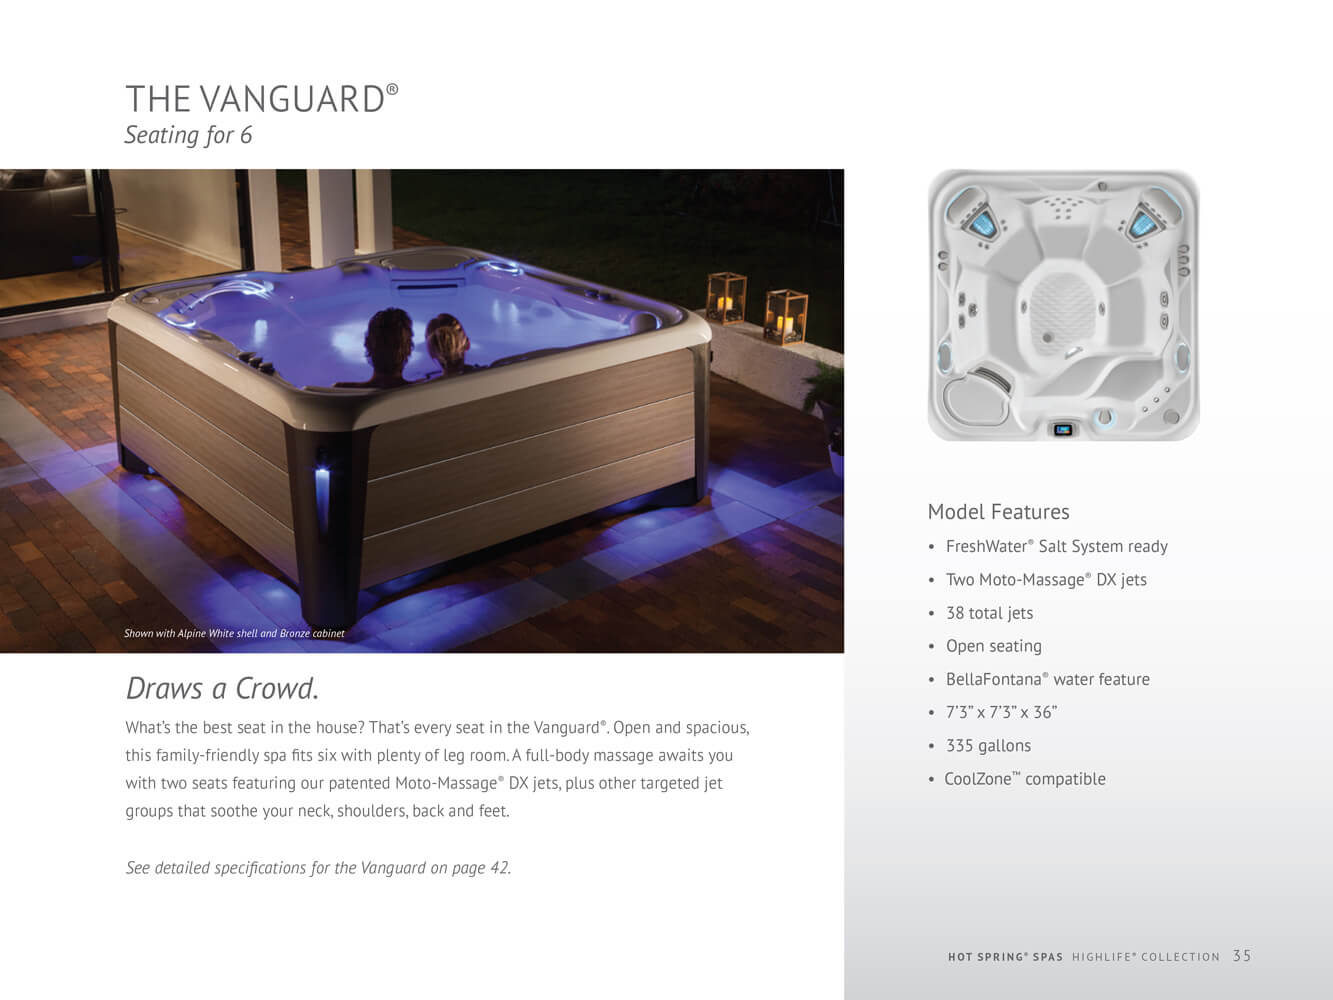 THE VANGUARD®
Seating for 6
Shown with Alpine White shell and Bronze cabinet
Draws a Crowd.
What's the best seat in the house? That's every seat in the Vanguard®. Open and spacious,
this family-friendly spa fits six with plenty of leg room. A full-body massage awaits you
with two seats featuring our patented Moto-Massage® DX jets, plus other targeted jet
groups that soothe your neck, shoulders, back and feet.
See detailed specifications for the Vanguard on page 42.
Model Features
• FreshWater® Salt System ready
• Two Moto-Massage® DX jets
• 38 total jets
• Open seating
• BellaFontana® water feature
• 7’3” x 7’3” x 36”
• 335 gallons
• CoolZone™ compatible
HOT SPRING® SPAS HIGHLIFE® COLLECTION 35